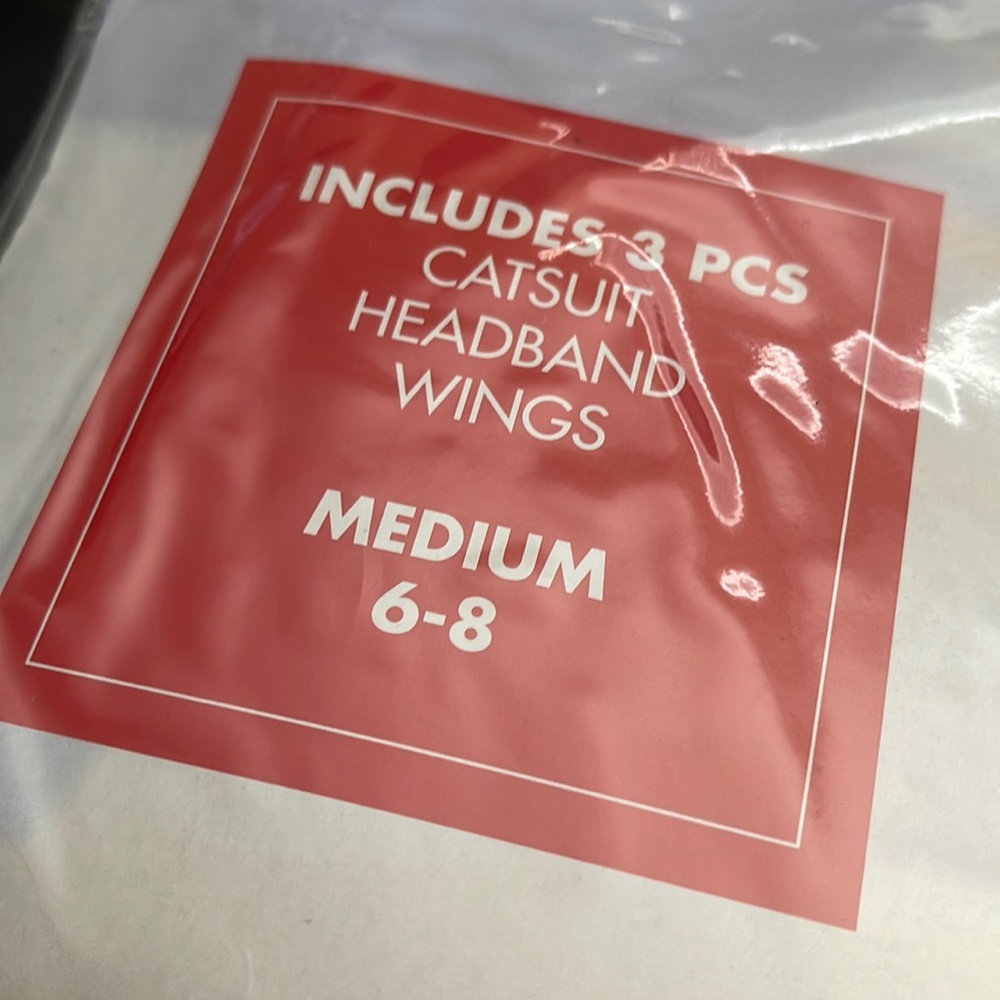 INCLUDES 3 PCS
CATSUIT
HEADBAND
WINGS
MEDIUM
6-8